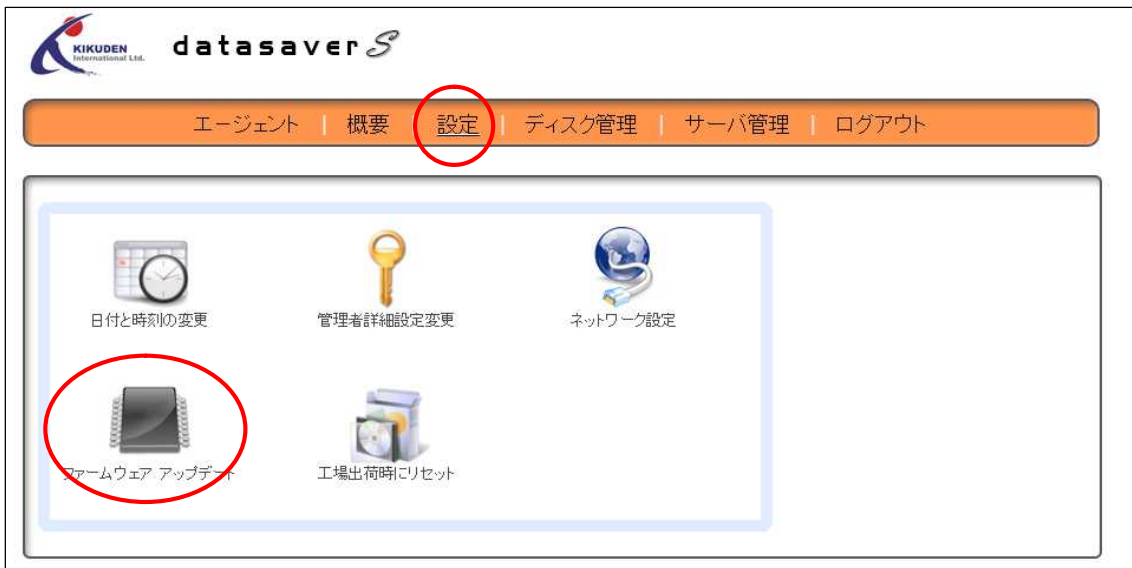 KIKUDEN
International Ltd.
datasaver S
エージェント | 概要 | 設定 | ディスク管理 | サーバ管理 | ログアウト
日付と時刻の変更 管理者詳細設定変更 ネットワーク設定
ファームウェア アップデート 工場出荷時にリセット